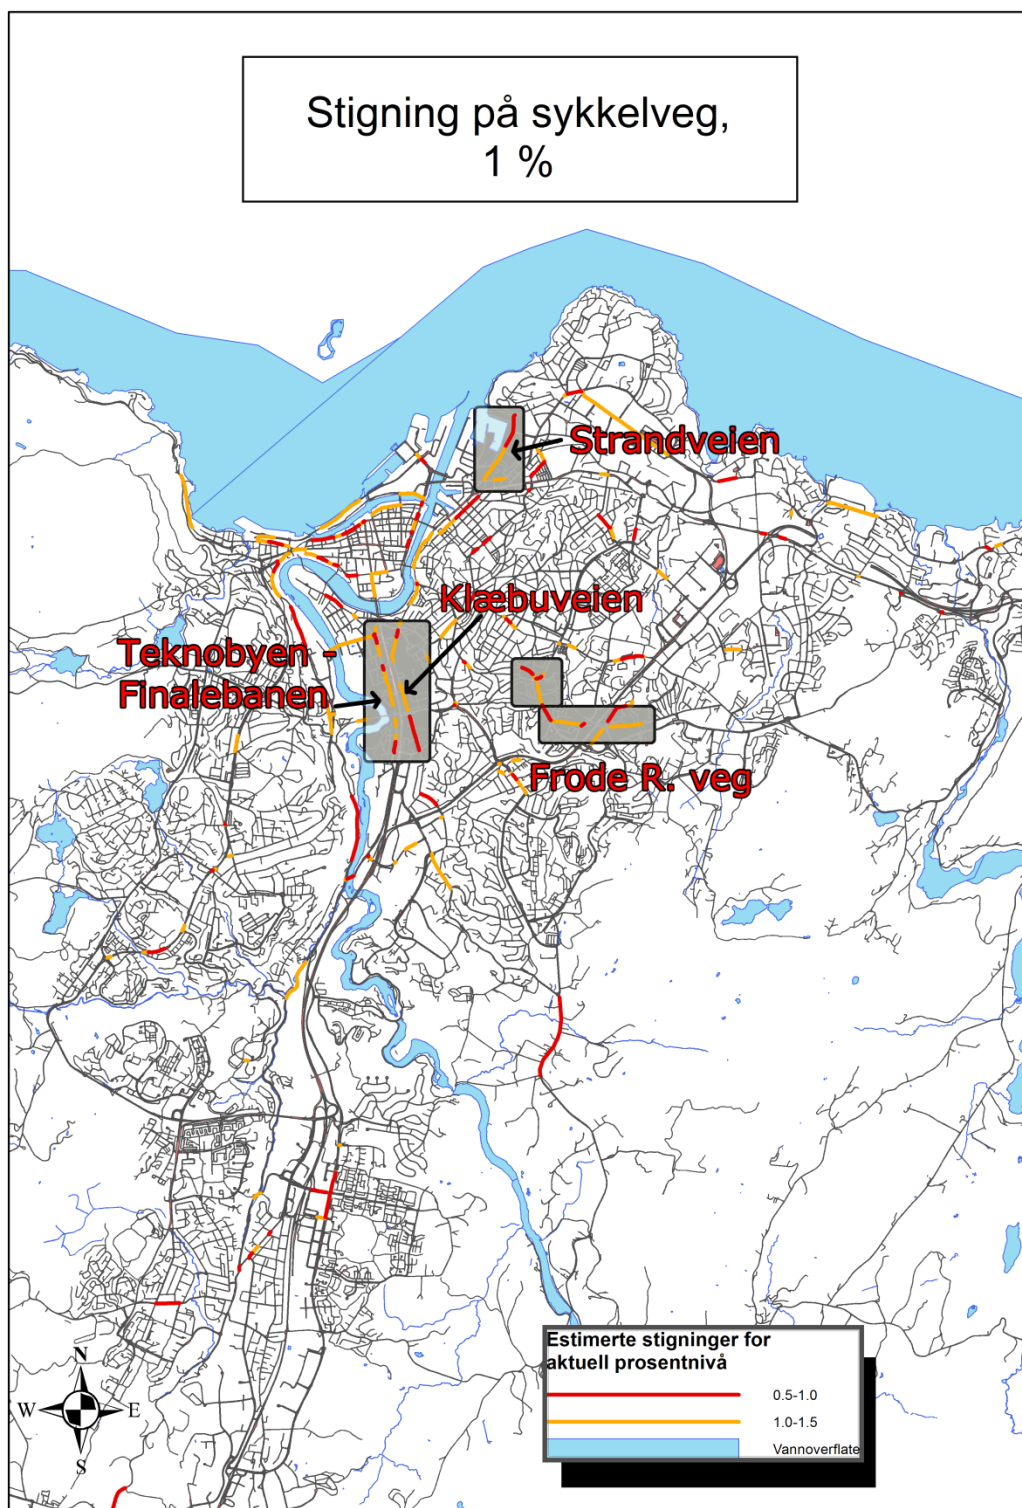 Stigning på sykkelveg,
1 %
Strandveien
Klæbuveien
Teknobyen -
Finalebanen
Frode R. veg
Estimerte stigninger for
aktuell prosentnivå
0.5-1.0
1.0-1.5
Vannoverflate
N
W
E
S